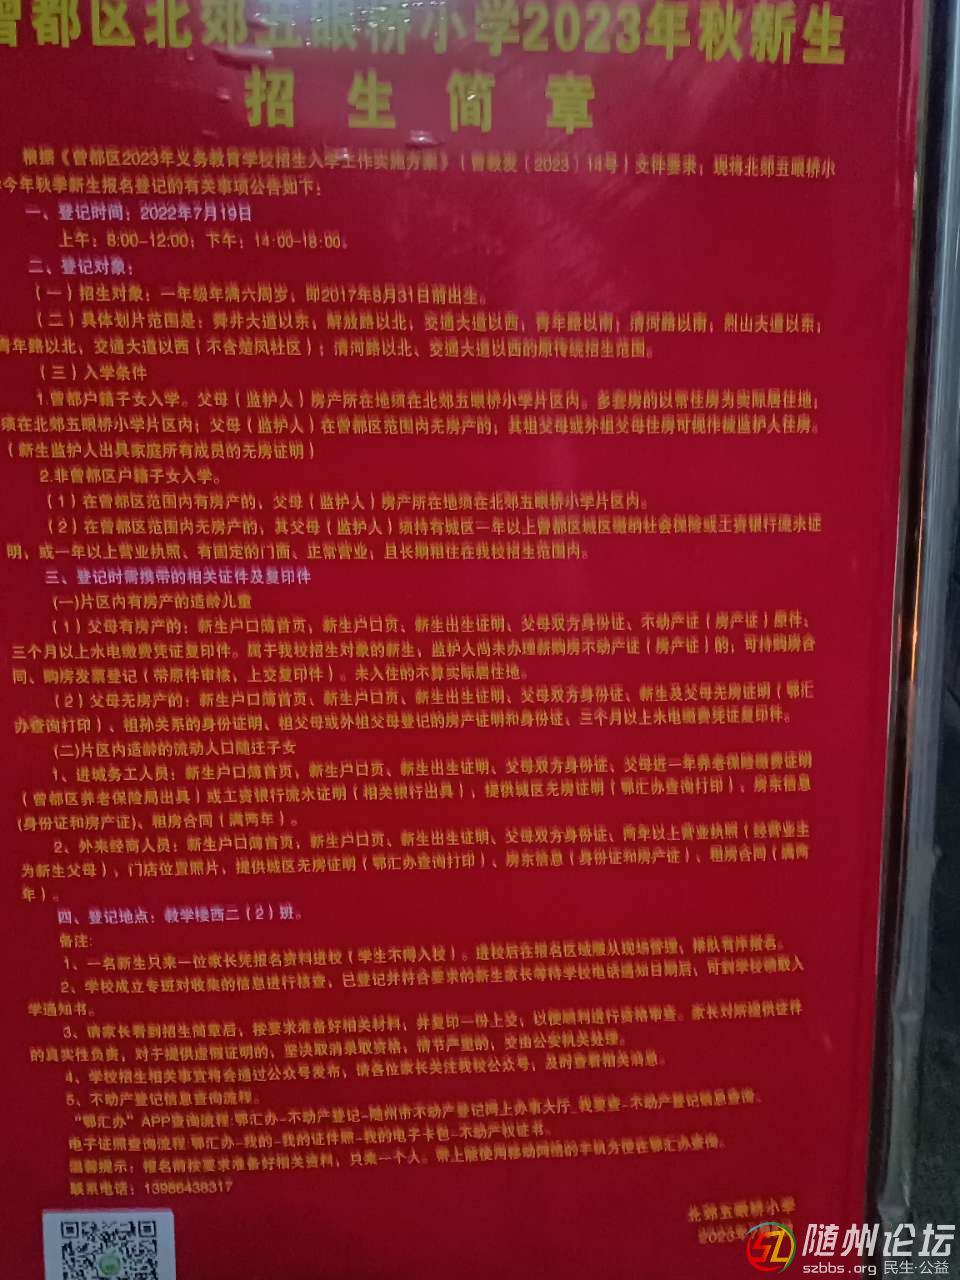 曾都区北郊五眼桥小学2023年秋新生
招生简章
根据《曾都区2023年义务教育学校招生入学工作实施方案》（曾教发〔2023〕14号）文件要求，现将北郊五眼桥小
今年秋季新生报名登记的有关事项公告如下：
一、登记时间：2022年7月19日
上午：8:00-12:00；下午：14:00-18:00。
二、登记对象：
（一）招生对象：一年级年满六周岁，即2017年8月31日前出生。
（二）具体划片范围是：舜井大道以东，解放路以北，交通大道以西，青年路以南；清河路以南，烈山大道以东，
青年路以北，交通大道以西（不含楚风社区）；清河路以北、交通大道以西的原传统招生范围。
（三）入学条件
1.曾都户籍子女入学。父母（监护人）房产所在地须在北郊五眼桥小学片区内。多套房的以常住房为实际居住地，
须在北郊五眼桥小学片区内；父母（监护人）在曾都区范围内无房产的，其祖父母或外祖父母住房可视作被监护人住房。
（新生监护人出具家庭所有成员的无房证明）
2.非曾都区户籍子女入学。
（1）在曾都区范围内有房产的，父母（监护人）房产所在地须在北郊五眼桥小学片区内。
（2）在曾都区范围内无房产的，其父母（监护人）须持有城区一年以上曾都区城区缴纳社会保险或工资银行流水证
明，或一年以上营业执照、有固定的门面、正常营业，且长期租住在我校招生范围内。
三、登记时需携带的相关证件及复印件
(一)片区内有房产的适龄儿童
（1）父母有房产的：新生户口簿首页，新生户口页、新生出生证明、父母双方身份证、不动产证（房产证）原件、
三个月以上水电缴费凭证复印件。属于我校招生对象的新生，监护人尚未办理新购房不动产证（房产证）的，可持购房合
同、购房发票登记（带原件审核，上交复印件）。未入住的不算实际居住地。
（2）父母无房产的：新生户口簿首页、新生户口页、新生出生证明、父母双方身份证、新生及父母无房证明（鄂汇
办查询打印）、祖孙关系的身份证明、祖父母或外祖父母登记的房产证明和身份证、三个月以上水电缴费凭证复印件。
(二)片区内适龄的流动人口随迁子女
1、进城务工人员：新生户口簿首页，新生户口页、新生出生证明、父母双方身份证、父母近一年养老保险缴费证明
（曾都区养老保险局出具）或工资银行流水证明（相关银行出具），提供城区无房证明（鄂汇办查询打印）、房东信息
(身份证和房产证)、租房合同（满两年）。
2、外来经商人员：新生户口簿首页，新生户口页、新生出生证明、父母双方身份证、两年以上营业执照（经营业主
为新生父母），门店位置照片，提供城区无房证明（鄂汇办查询打印）、房东信息（身份证和房产证）、租房合同（满两
年）。
四、登记地点：教学楼西二（2）班。
备注：
1、一名新生只来一位家长凭报名资料进校（学生不得入校）。进校后在报名区域服从现场管理，排队有序报名。
2、学校成立专班对收集的信息进行核查，已登记并符合要求的新生家长等待学校电话通知日期后，可到学校领取入
学通知书。
3、请家长看到招生简章后，按要求准备好相关材料，并复印一份上交，以便顺利进行资格审查。家长对所提供证件
的真实性负责，对于提供虚假证明的，坚决取消录取资格，情节严重的，交由公安机关处理。
4、学校招生相关事宜将会通过公众号发布，请各位家长关注我校公众号，及时查看相关消息。
5、不动产登记信息查询流程。
“鄂汇办”APP查询流程:鄂汇办-不动产登记-随州市不动产登记网上办事大厅_我要查-不动产登记信息查询、
电子证照查询流程:鄂汇办-我的-我的证件照-我的电子卡包-不动产权证书。
温馨提示：报名前按要求准备好相关资料，只来一个人。带上能使用移动网络的手机方便在鄂汇办查询。
联系电话：13986438317
北郊五眼桥小学
2023年7月
随州论坛
szbbs.org 民生·公益